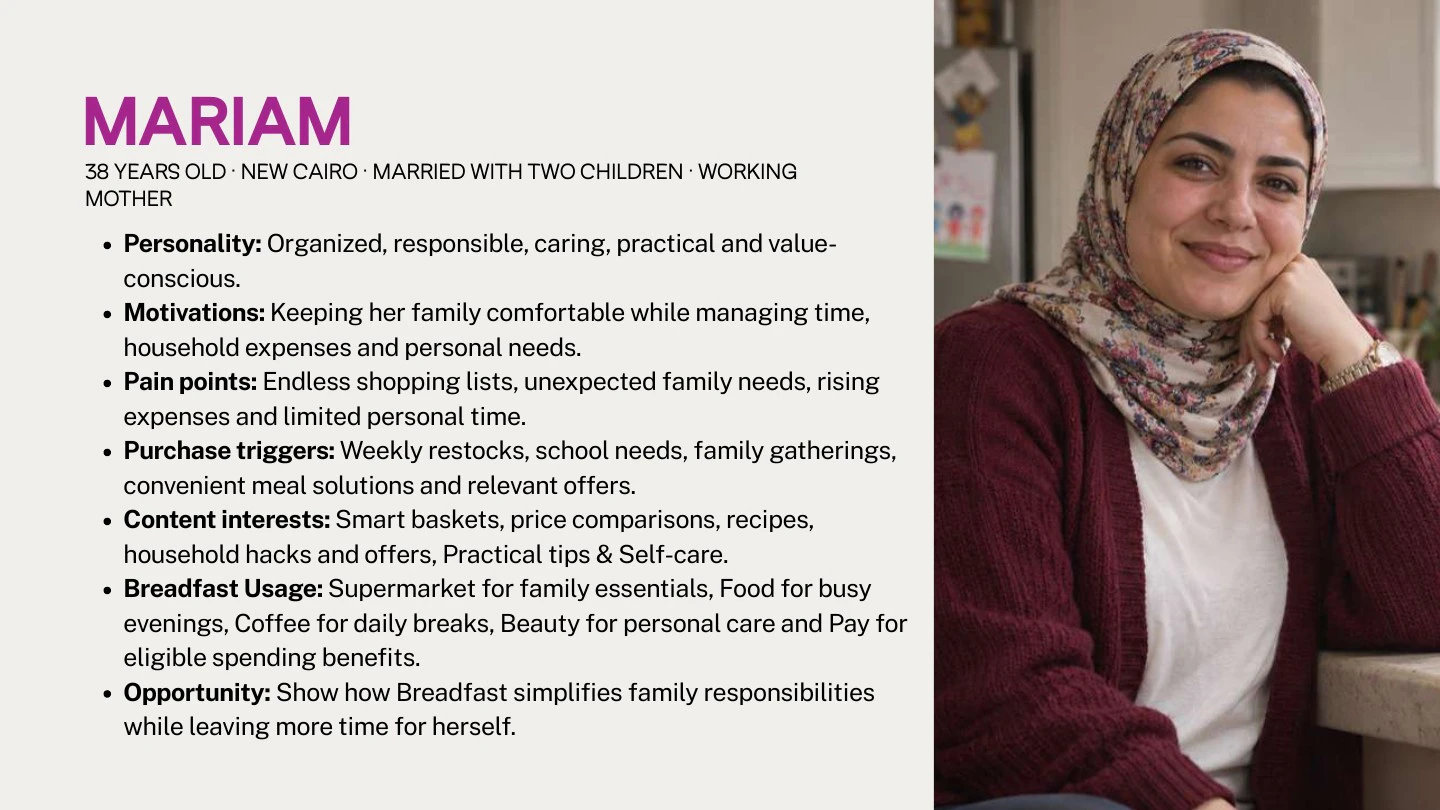 MARIAM
38 YEARS OLD · NEW CAIRO · MARRIED WITH TWO CHILDREN · WORKING
MOTHER
• Personality: Organized, responsible, caring, practical and value-
conscious.
• Motivations: Keeping her family comfortable while managing time,
household expenses and personal needs.
• Pain points: Endless shopping lists, unexpected family needs, rising
expenses and limited personal time.
• Purchase triggers: Weekly restocks, school needs, family gatherings,
convenient meal solutions and relevant offers.
• Content interests: Smart baskets, price comparisons, recipes,
household hacks and offers, Practical tips & Self-care.
• Breadfast Usage: Supermarket for family essentials, Food for busy
evenings, Coffee for daily breaks, Beauty for personal care and Pay for
eligible spending benefits.
• Opportunity: Show how Breadfast simplifies family responsibilities
while leaving more time for herself.